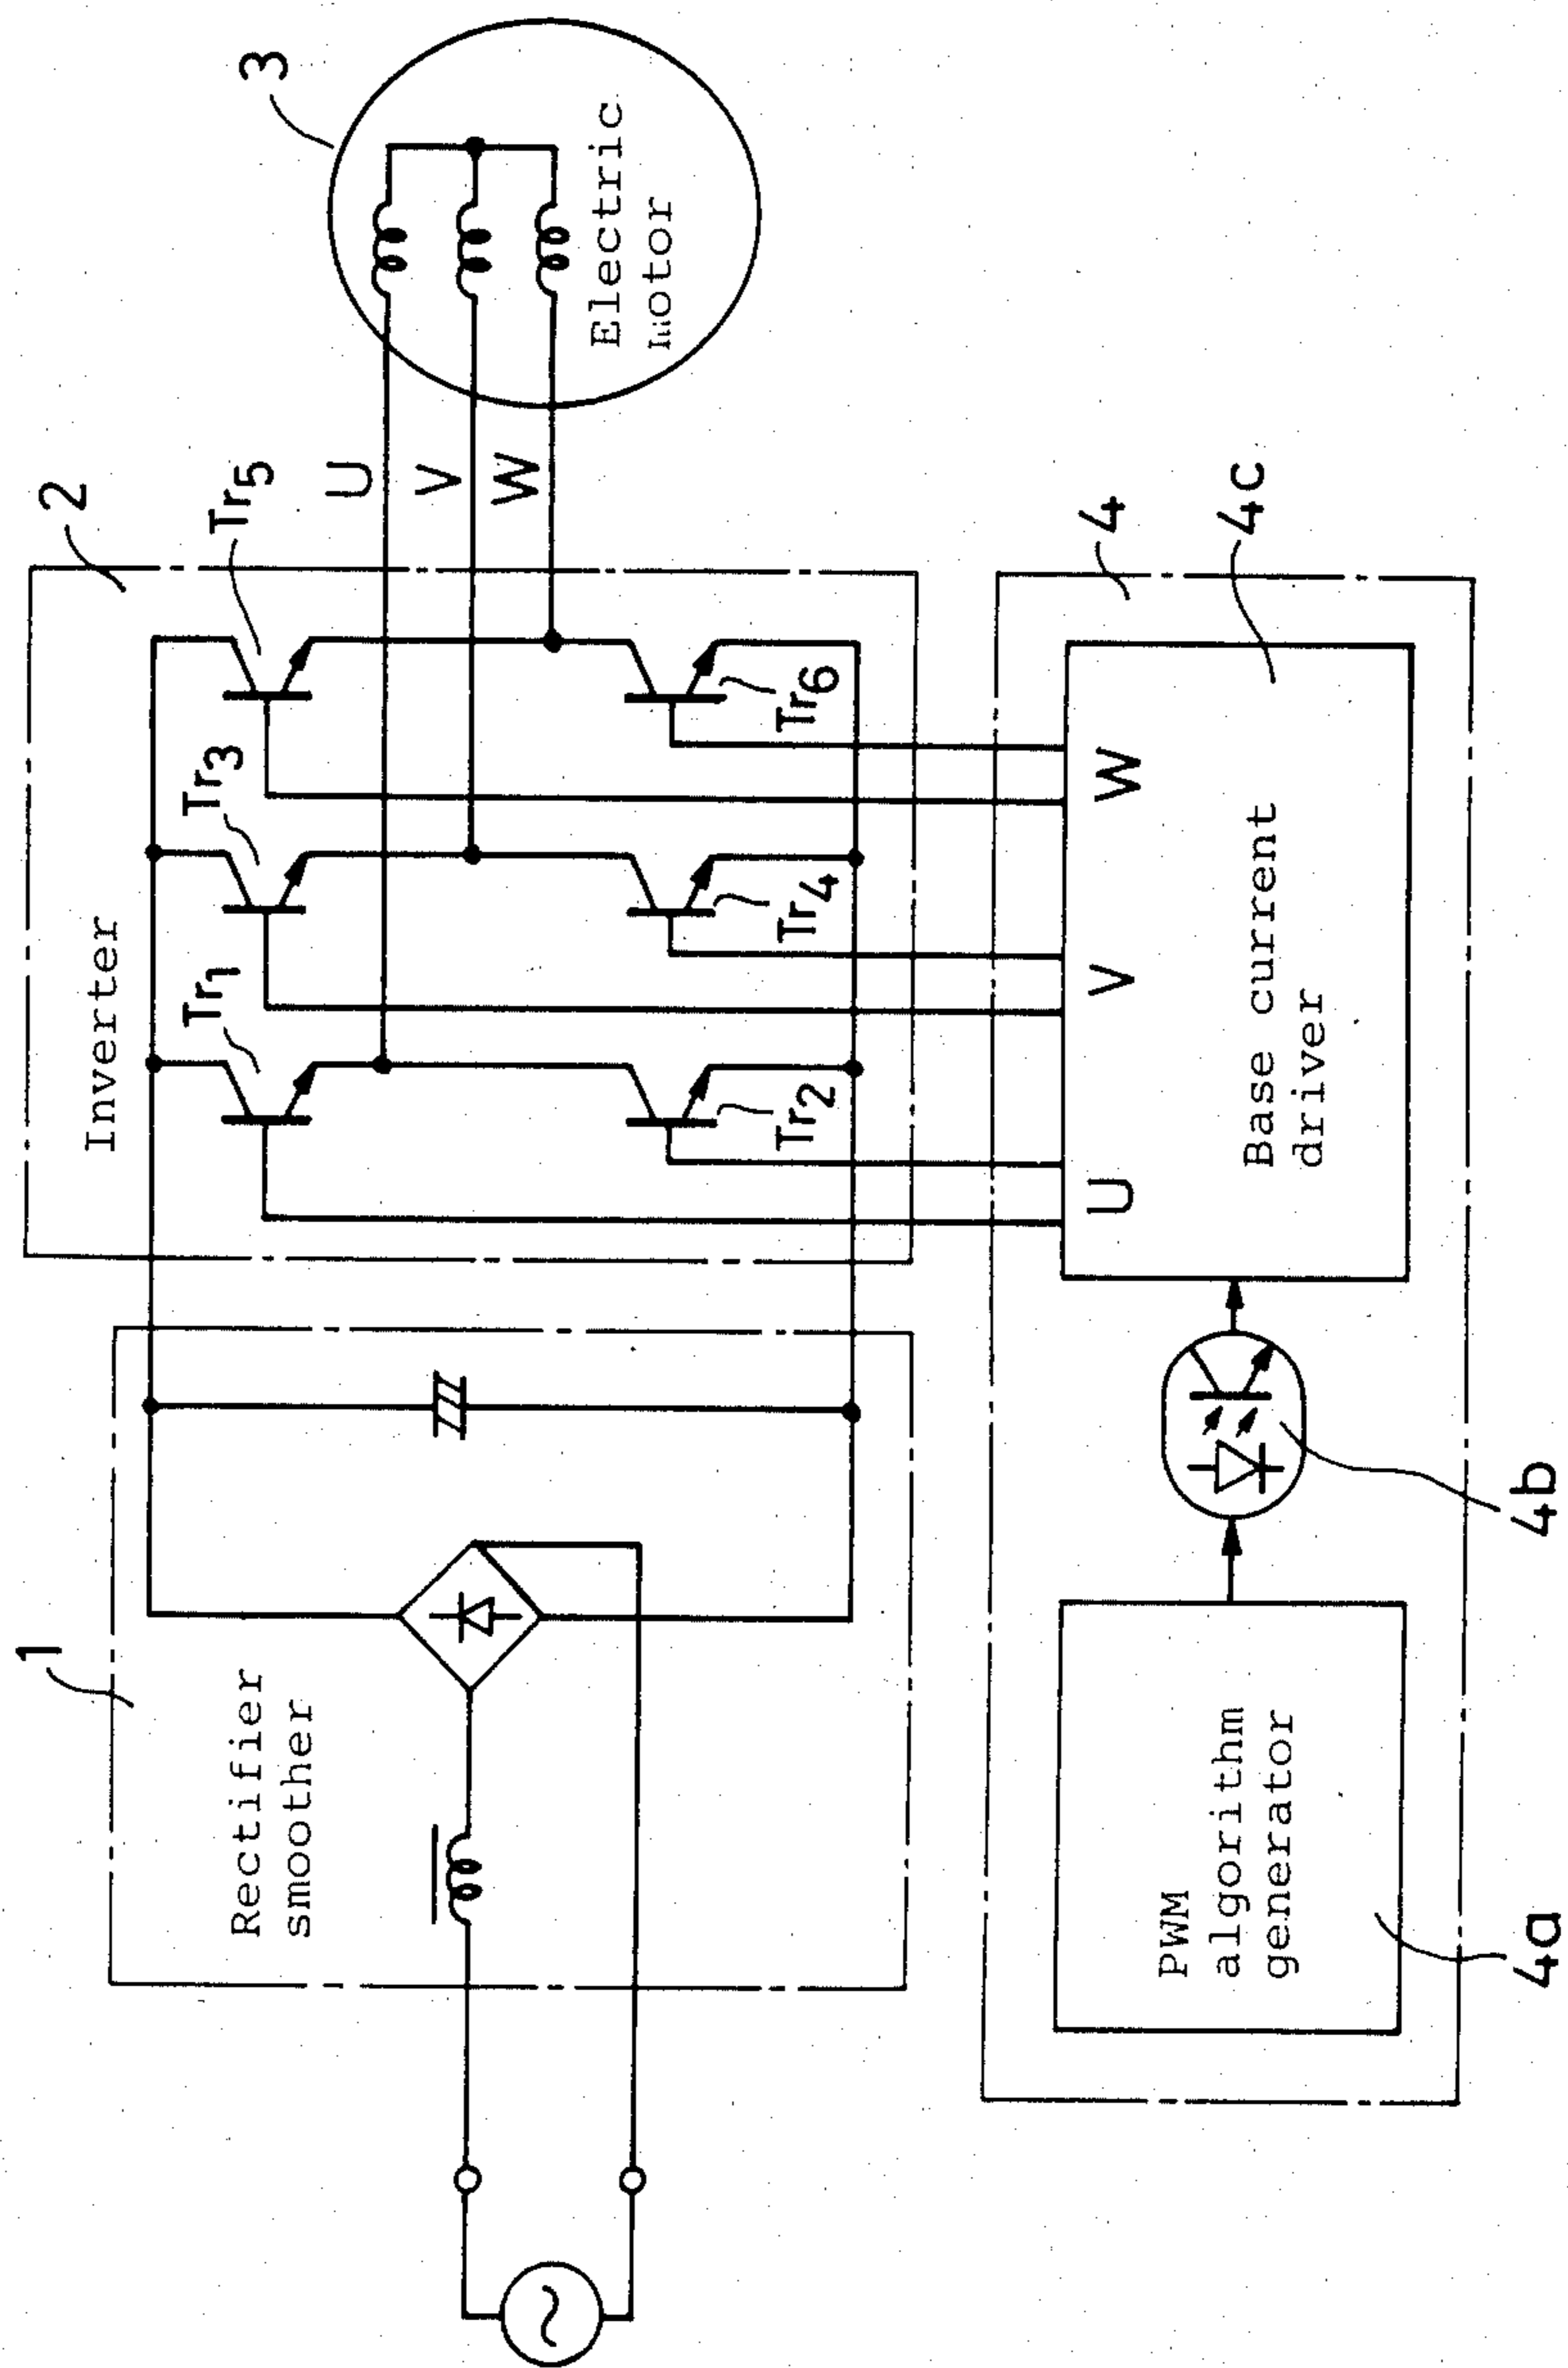 1
Rectifier
smoother
2
Inverter
Tr1
Tr3
Tr5
Tr2
Tr4
Tr6
U
V
W
3
Electric
motor
4
4a
PWM
algorithm
generator
4b
4c
U
V
W
Base current
driver